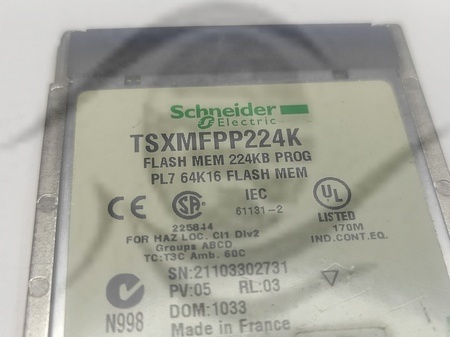 Schneider
Electric
TSXMFPP224K
FLASH MEM 224KB PROG
PL7 64K16 FLASH MEM
CE
IEC
61131-2
UL
LISTED
170M
IND.CONT.EQ.
225844
FOR HAZ LOC. Cl1 Div2
Groups ABCD
TC:T3C Amb. 60C
SN:21103302731
PV:05 RL:03
DOM:1033
N998
Made in France